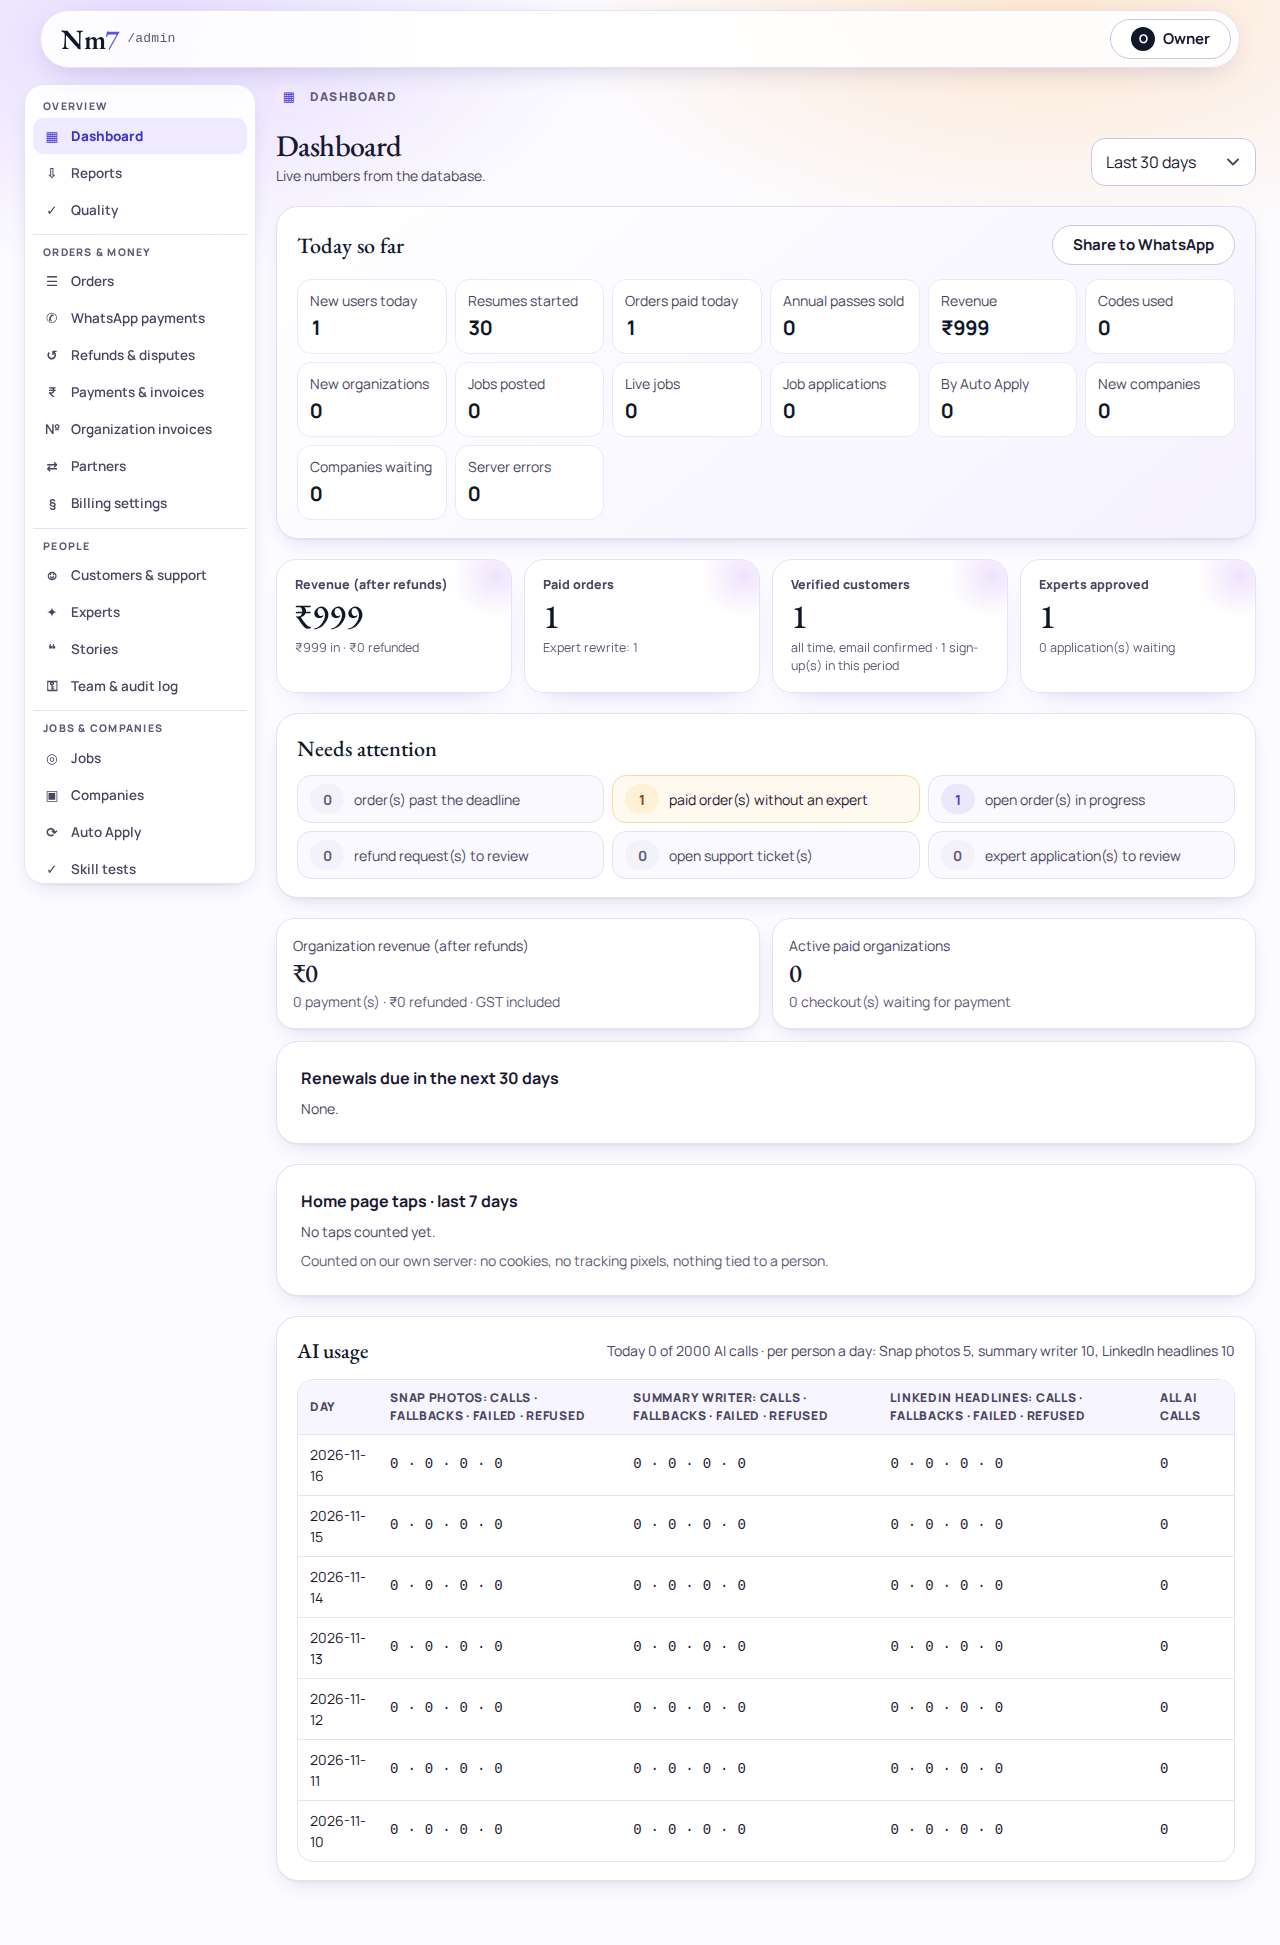 Nm7 /admin
O Owner
OVERVIEW
▦ Dashboard
⇩ Reports
✓ Quality
ORDERS & MONEY
☰ Orders
✆ WhatsApp payments
↺ Refunds & disputes
₹ Payments & invoices
№ Organization invoices
⇄ Partners
§ Billing settings
PEOPLE
☺ Customers & support
✦ Experts
❝ Stories
⚿ Team & audit log
JOBS & COMPANIES
◎ Jobs
▣ Companies
⟳ Auto Apply
✓ Skill tests
▦ DASHBOARD
Dashboard
Live numbers from the database.
Last 30 days
Today so far
Share to WhatsApp
New users today
1
Resumes started
30
Orders paid today
1
Annual passes sold
0
Revenue
₹999
Codes used
0
New organizations
0
Jobs posted
0
Live jobs
0
Job applications
0
By Auto Apply
0
New companies
0
Companies waiting
0
Server errors
0
Revenue (after refunds)
₹999
₹999 in · ₹0 refunded
Paid orders
1
Expert rewrite: 1
Verified customers
1
all time, email confirmed · 1 sign-
up(s) in this period
Experts approved
1
0 application(s) waiting
Needs attention
0 order(s) past the deadline
1 paid order(s) without an expert
1 open order(s) in progress
0 refund request(s) to review
0 open support ticket(s)
0 expert application(s) to review
Organization revenue (after refunds)
₹0
0 payment(s) · ₹0 refunded · GST included
Active paid organizations
0
0 checkout(s) waiting for payment
Renewals due in the next 30 days
None.
Home page taps · last 7 days
No taps counted yet.
Counted on our own server: no cookies, no tracking pixels, nothing tied to a person.
AI usage
Today 0 of 2000 AI calls · per person a day: Snap photos 5, summary writer 10, LinkedIn headlines 10
DAY
SNAP PHOTOS: CALLS ·
FALLBACKS · FAILED · REFUSED
SUMMARY WRITER: CALLS ·
FALLBACKS · FAILED · REFUSED
LINKEDIN HEADLINES: CALLS ·
FALLBACKS · FAILED · REFUSED
ALL AI
CALLS
2026-11-
16
0 · 0 · 0 · 0
0 · 0 · 0 · 0
0 · 0 · 0 · 0
0
2026-11-
15
0 · 0 · 0 · 0
0 · 0 · 0 · 0
0 · 0 · 0 · 0
0
2026-11-
14
0 · 0 · 0 · 0
0 · 0 · 0 · 0
0 · 0 · 0 · 0
0
2026-11-
13
0 · 0 · 0 · 0
0 · 0 · 0 · 0
0 · 0 · 0 · 0
0
2026-11-
12
0 · 0 · 0 · 0
0 · 0 · 0 · 0
0 · 0 · 0 · 0
0
2026-11-
11
0 · 0 · 0 · 0
0 · 0 · 0 · 0
0 · 0 · 0 · 0
0
2026-11-
10
0 · 0 · 0 · 0
0 · 0 · 0 · 0
0 · 0 · 0 · 0
0